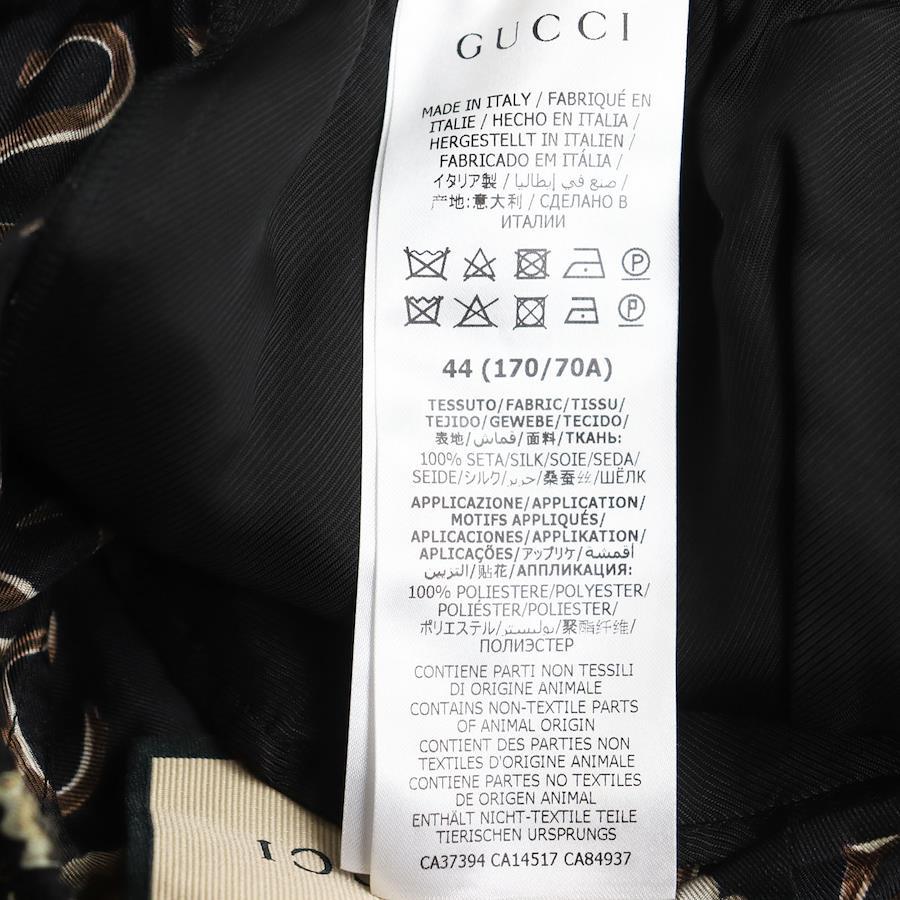 GUCCI
MADE IN ITALY / FABRIQUÉ EN
ITALIE / HECHO EN ITALIA /
HERGESTELLT IN ITALIEN /
FABRICADO EM ITÁLIA /
イタリア製 / صنع في إيطاليا /
产地:意大利 / СДЕЛАНО В
ИТАЛИИ
P
P
44 (170/70A)
TESSUTO/FABRIC/TISSU/
TEJIDO/GEWEBE/TECIDO/
表地/قماش/面料/ТКАНЬ:
100% SETA/SILK/SOIE/SEDA/
SEIDE/シルク/حرير/桑蚕丝/ШЁЛК
APPLICAZIONE/APPLICATION/
MOTIFS APPLIQUÉS/
APLICACIONES/APPLIKATION/
APLICAÇÕES/アップリケ/أقمشة
التزيين/贴花/АППЛИКАЦИЯ:
100% POLIESTERE/POLYESTER/
POLIÉSTER/POLIESTER/
ポリエステル/بوليستر/聚酯纤维/
ПОЛИЭСТЕР
CONTIENE PARTI NON TESSILI
DI ORIGINE ANIMALE
CONTAINS NON-TEXTILE PARTS
OF ANIMAL ORIGIN
CONTIENT DES PARTIES NON
TEXTILES D'ORIGINE ANIMALE
CONTIENE PARTES NO TEXTILES
DE ORIGEN ANIMAL
ENTHÄLT NICHT-TEXTILE TEILE
TIERISCHEN URSPRUNGS
CA37394 CA14517 CA84937
CCI